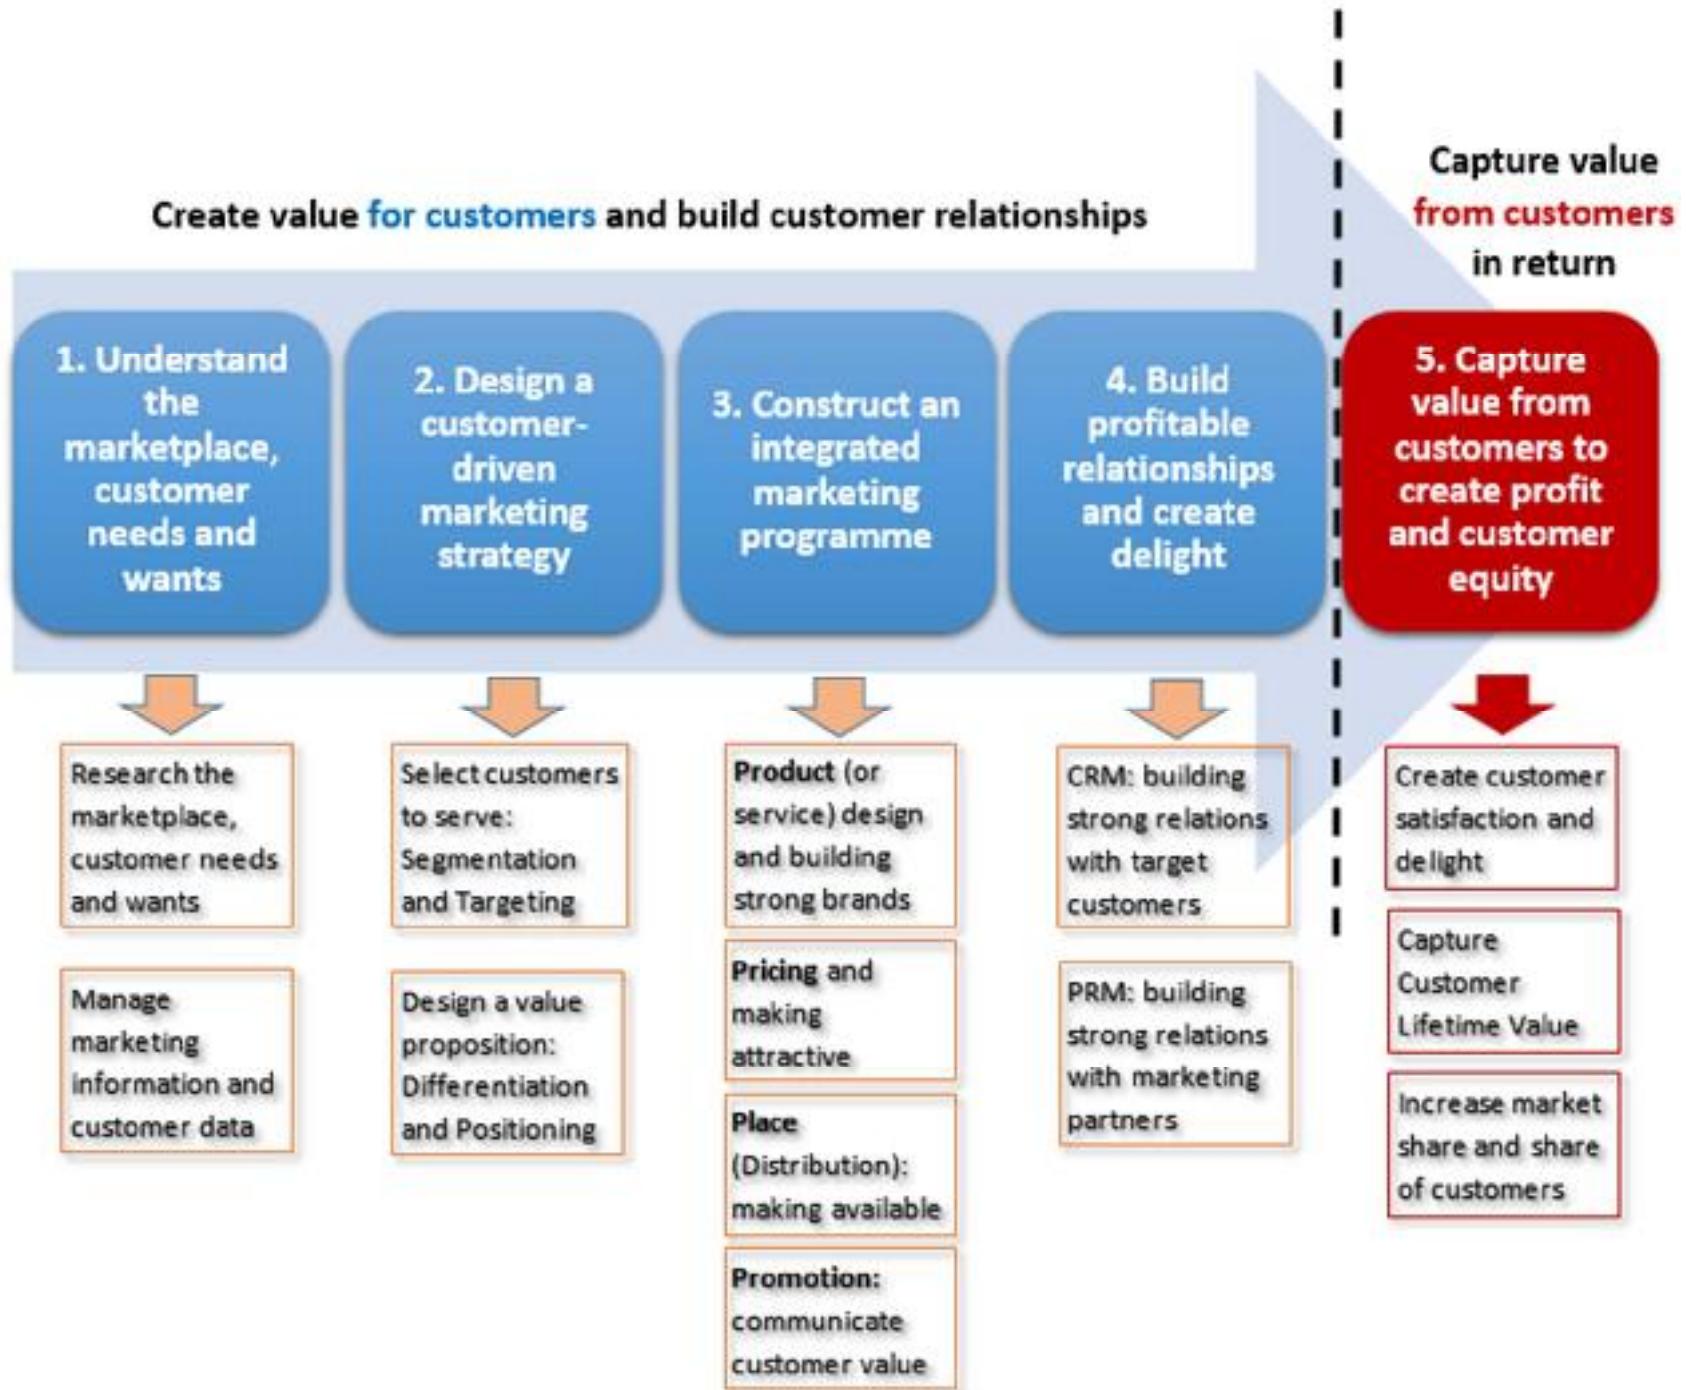 Create value for customers and build customer relationships
Capture value
from customers
in return
1. Understand
the
marketplace,
customer
needs and
wants
2. Design a
customer-
driven
marketing
strategy
3. Construct an
integrated
marketing
programme
4. Build
profitable
relationships
and create
delight
5. Capture
value from
customers to
create profit
and customer
equity
Research the
marketplace,
customer needs
and wants
Manage
marketing
information and
customer data
Select customers
to serve:
Segmentation
and Targeting
Design a value
proposition:
Differentiation
and Positioning
Product (or
service) design
and building
strong brands
Pricing and
making
attractive
Place
(Distribution):
making available
Promotion:
communicate
customer value
CRM: building
strong relations
with target
customers
PRM: building
strong relations
with marketing
partners
Create customer
satisfaction and
delight
Capture
Customer
Lifetime Value
Increase market
share and share
of customers